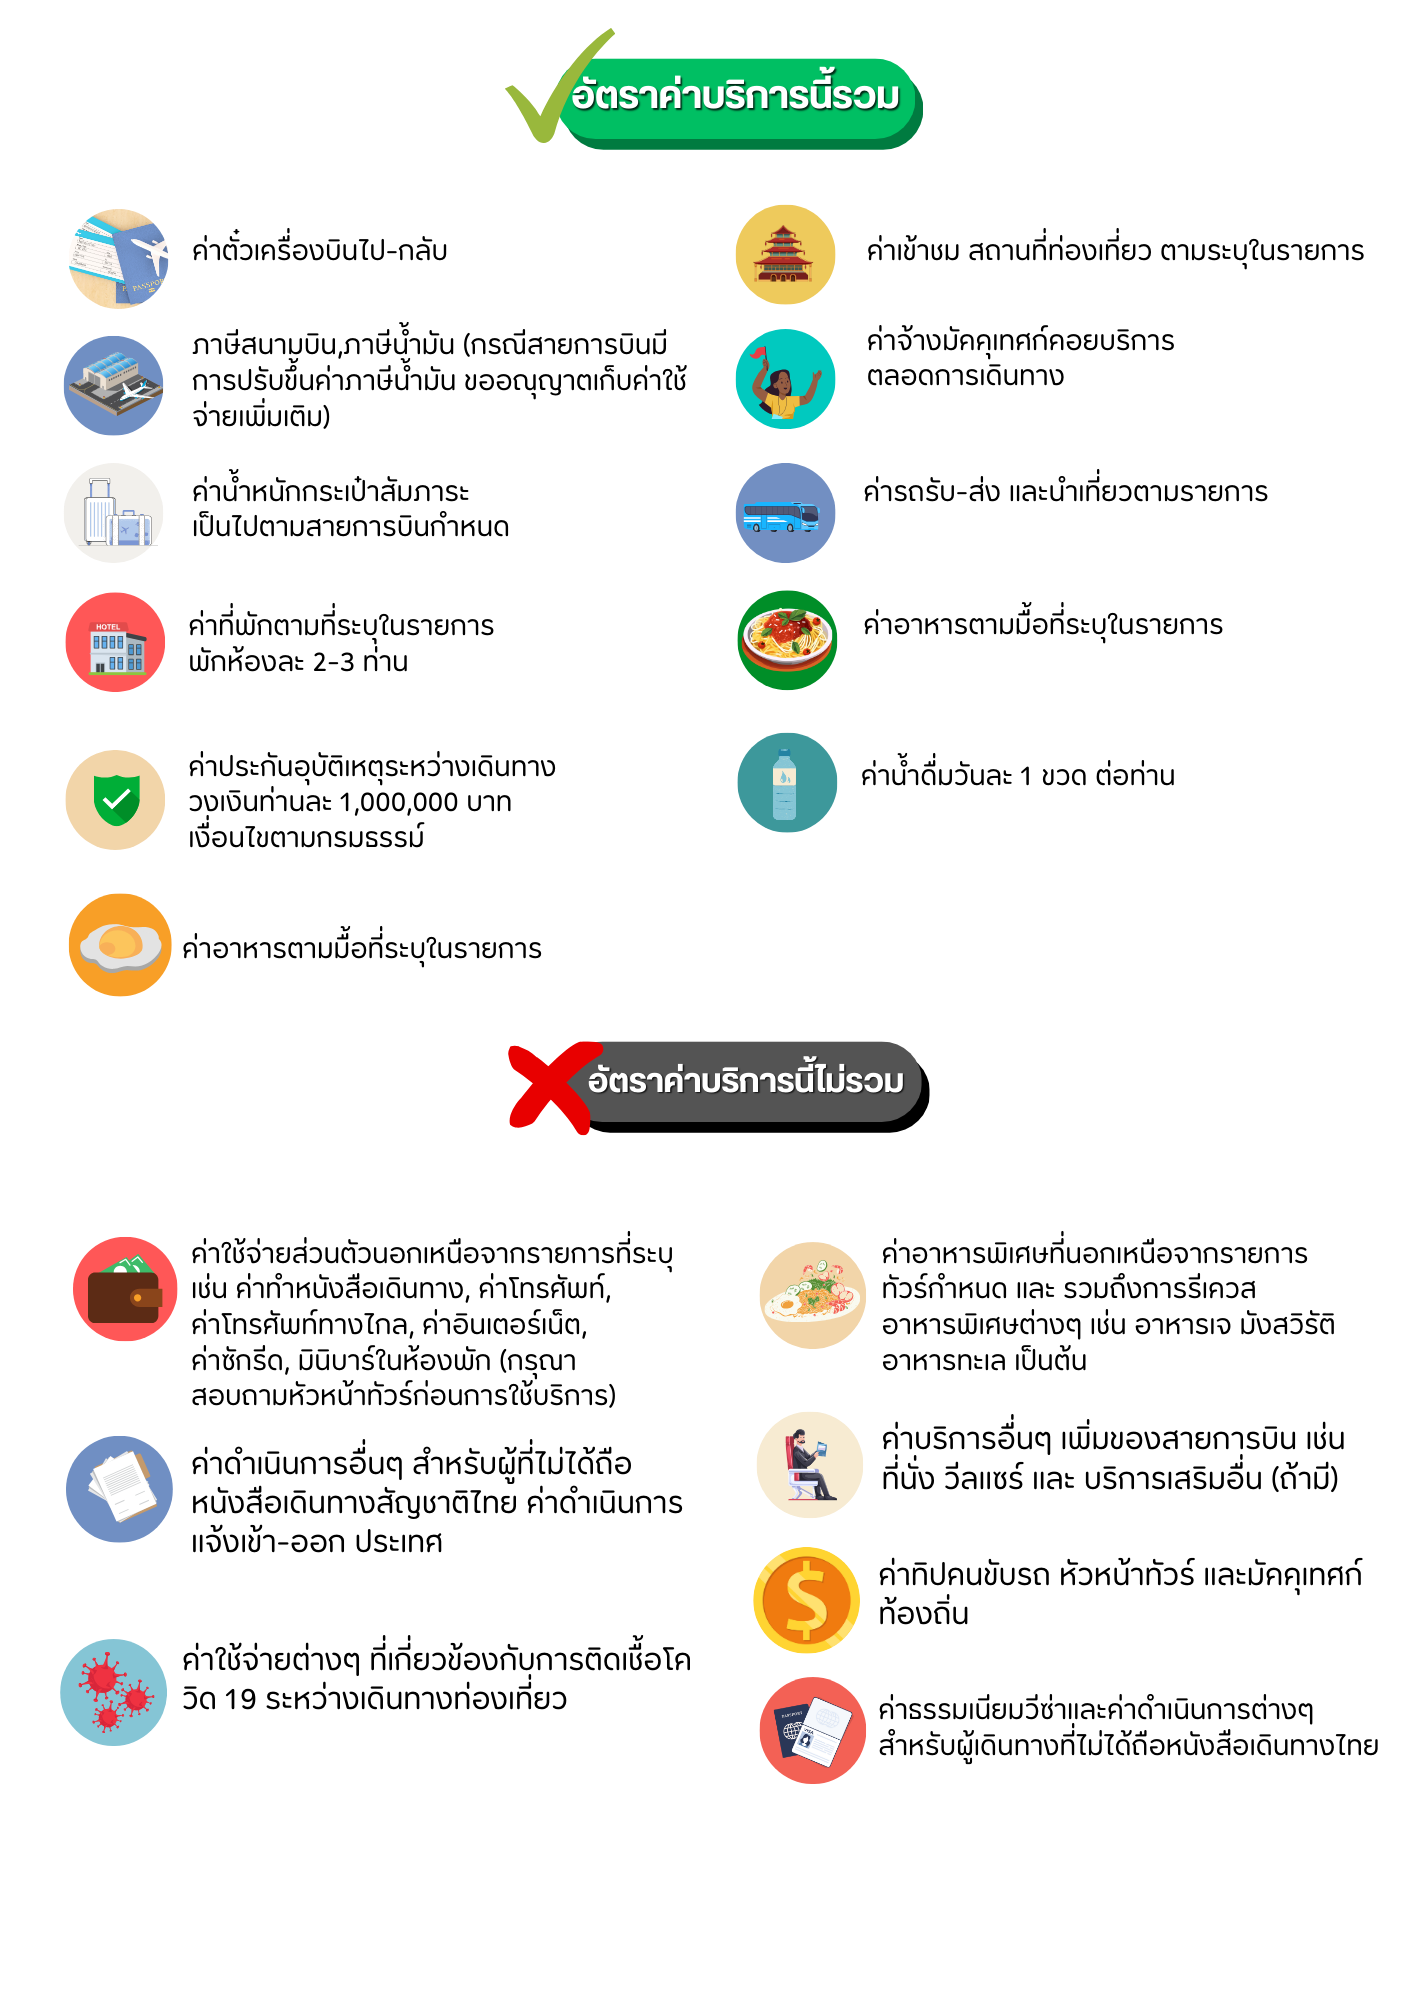 อัตราค่าบริการนี้รวม
ค่าตั๋วเครื่องบินไป-กลับ
ภาษีสนามบิน,ภาษีน้ำมัน (กรณีสายการบินมี
การปรับขึ้นค่าภาษีน้ำมัน ขออณุญาตเก็บค่าใช้
จ่ายเพิ่มเติม)
ค่าน้ำหนักกระเป๋าสัมภาระ
เป็นไปตามสายการบินกำหนด
HOTEL
ค่าที่พักตามที่ระบุในรายการ
พักห้องละ 2-3 ท่าน
ค่าประกันอุบัติเหตุระหว่างเดินทาง
วงเงินท่านละ 1,000,000 บาท
เงื่อนไขตามกรมธรรม์
ค่าอาหารตามมื้อที่ระบุในรายการ
ค่าเข้าชม สถานที่ท่องเที่ยว ตามระบุในรายการ
ค่าจ้างมัคคุเทศก์คอยบริการ
ตลอดการเดินทาง
ค่ารถรับ-ส่ง และนำเที่ยวตามรายการ
ค่าอาหารตามมื้อที่ระบุในรายการ
ค่าน้ำดื่มวันละ 1 ขวด ต่อท่าน
อัตราค่าบริการนี้ไม่รวม
ค่าใช้จ่ายส่วนตัวนอกเหนือจากรายการที่ระบุ
เช่น ค่าทำหนังสือเดินทาง, ค่าโทรศัพท์,
ค่าโทรศัพท์ทางไกล, ค่าอินเตอร์เน็ต,
ค่าซักรีด, มินิบาร์ในห้องพัก (กรุณา
สอบถามหัวหน้าทัวร์ก่อนการใช้บริการ)
ค่าดำเนินการอื่นๆ สำหรับผู้ที่ไม่ได้ถือ
หนังสือเดินทางสัญชาติไทย ค่าดำเนินการ
แจ้งเข้า-ออก ประเทศ
ค่าใช้จ่ายต่างๆ ที่เกี่ยวข้องกับการติดเชื้อโค
วิด 19 ระหว่างเดินทางท่องเที่ยว
ค่าอาหารพิเศษที่นอกเหนือจากรายการ
ทัวร์กำหนด และ รวมถึงการรีเควส
อาหารพิเศษต่างๆ เช่น อาหารเจ มังสวิรัติ
อาหารทะเล เป็นต้น
ค่าบริการอื่นๆ เพิ่มของสายการบิน เช่น
ที่นั่ง วีลแชร์ และ บริการเสริมอื่น (ถ้ามี)
ค่าทิปคนขับรถ หัวหน้าทัวร์ และมัคคุเทศก์
ท้องถิ่น
ค่าธรรมเนียมวีซ่าและค่าดำเนินการต่างๆ
สำหรับผู้เดินทางที่ไม่ได้ถือหนังสือเดินทางไทย